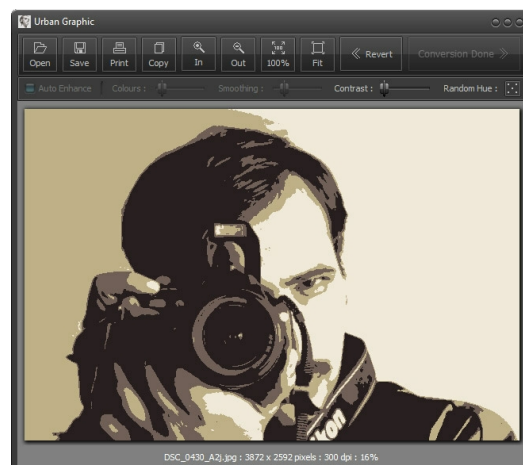 Urban Graphic
Open Save Print Copy In Out 100% Fit Revert Conversion Done
Auto Enhance Colours : Smoothing : Contrast : Random Hue :
Nikon
DSC_0430_A2j.jpg : 3872 x 2592 pixels : 300 dpi : 16%